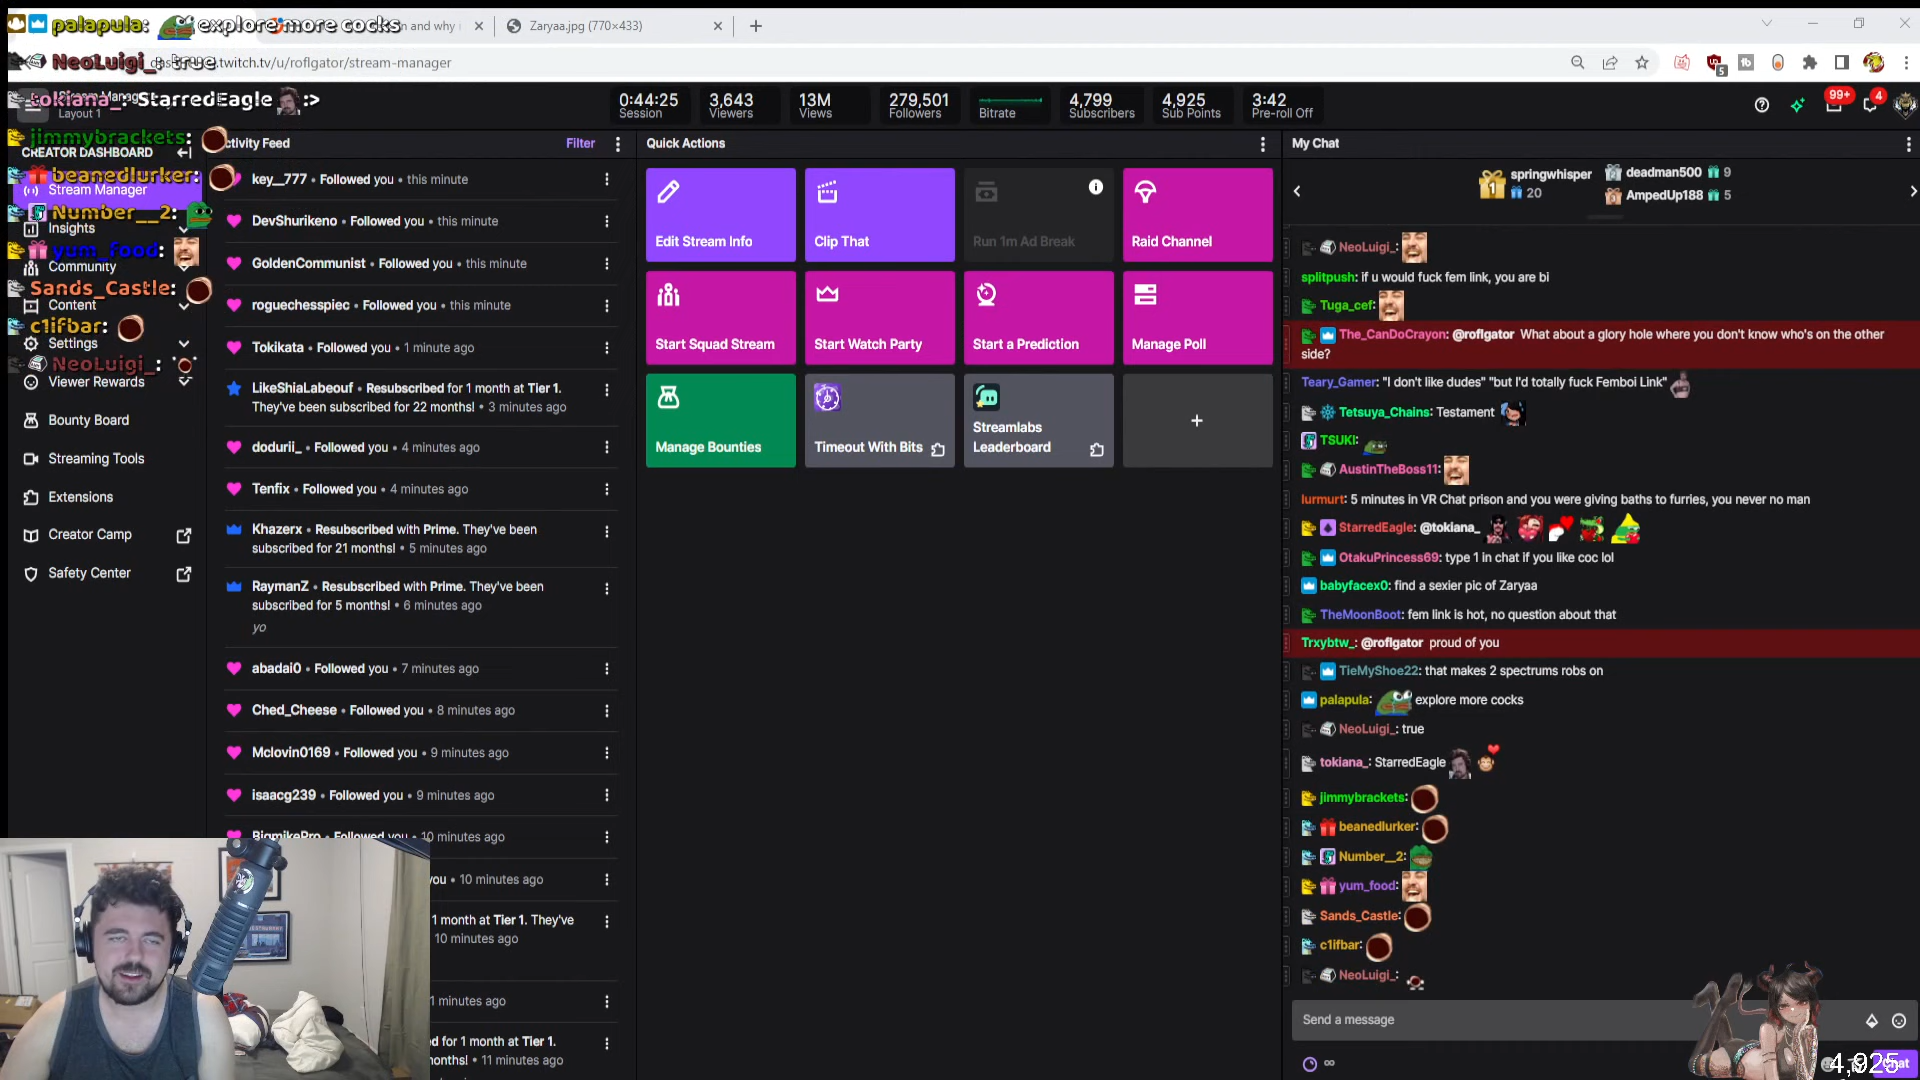 palapula: explore more cocks
n and why
Zaryaa.jpg (770×433)
NeoLuigi_: true
.twitch.tv/u/roflgator/stream-manager
5
tokiana_: StarredEagle :>
Layout 1
0:44:25
Session
3,643
Viewers
13M
Views
279,501
Followers
Bitrate
4,799
Subscribers
4,925
Sub Points
3:42
Pre-roll Off
99+
4
jimmybrackets:
CREATOR DASHBOARD
beanedlurker:
Stream Manager
Number__2:
Insights
yum_food:
Community
Sands_Castle:
Content
c1ifbar:
Settings
NeoLuigi_:
Viewer Rewards
Bounty Board
Streaming Tools
Extensions
Creator Camp
Safety Center
ctivity Feed
Filter
key__777 • Followed you • this minute
DevShurikeno • Followed you • this minute
GoldenCommunist • Followed you • this minute
roguechesspiec • Followed you • this minute
Tokikata • Followed you • 1 minute ago
LikeShiaLabeouf • Resubscribed for 1 month at Tier 1.
They've been subscribed for 22 months! • 3 minutes ago
dodurii_ • Followed you • 4 minutes ago
Tenfix • Followed you • 4 minutes ago
Khazerx • Resubscribed with Prime. They've been
subscribed for 21 months! • 5 minutes ago
RaymanZ • Resubscribed with Prime. They've been
subscribed for 5 months! • 6 minutes ago
yo
abadai0 • Followed you • 7 minutes ago
Ched_Cheese • Followed you • 8 minutes ago
Mclovin0169 • Followed you • 9 minutes ago
isaacg239 • Followed you • 9 minutes ago
BigmikePro • Followed you • 10 minutes ago
ou • 10 minutes ago
1 month at Tier 1. They've
10 minutes ago
1 minutes ago
d for 1 month at Tier 1.
onths! • 11 minutes ago
Quick Actions
Edit Stream Info
Clip That
Run 1m Ad Break
Raid Channel
Start Squad Stream
Start Watch Party
Start a Prediction
Manage Poll
Manage Bounties
Timeout With Bits
Streamlabs
Leaderboard
My Chat
1
springwhisper
20
deadman500 9
AmpedUp188 5
NeoLuigi_:
splitpush: if u would fuck fem link, you are bi
Tuga_cef:
The_CanDoCrayon: @roflgator What about a glory hole where you don't know who's on the other
side?
Teary_Gamer: "I don't like dudes" "but I'd totally fuck Femboi Link"
Tetsuya_Chains: Testament
TSUKI:
AustinTheBoss11:
lurmurt: 5 minutes in VR Chat prison and you were giving baths to furries, you never no man
StarredEagle: @tokiana_
OtakuPrincess69: type 1 in chat if you like coc lol
babyfacex0: find a sexier pic of Zaryaa
TheMoonBoot: fem link is hot, no question about that
Trxybtw_: @roflgator proud of you
TieMyShoe22: that makes 2 spectrums robs on
palapula: explore more cocks
NeoLuigi_: true
tokiana_: StarredEagle
jimmybrackets:
beanedlurker:
Number__2:
yum_food:
Sands_Castle:
c1ifbar:
NeoLuigi_:
Send a message
∞
4,925
Chat